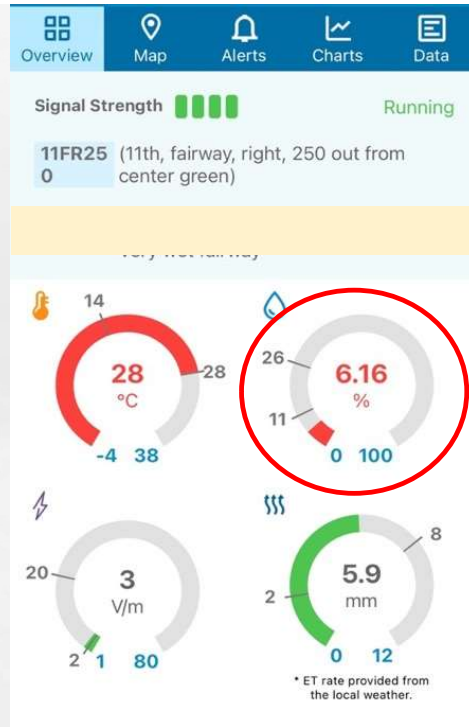 Overview Map Alerts Charts Data
Signal Strength Running
11FR25 (11th, fairway, right, 250 out from
0 center green)
14
28
28
°C
-4 38
26
11
6.16
%
0 100
20
2
3
V/m
1 80
8
2
5.9
mm
0 12
* ET rate provided from
the local weather.